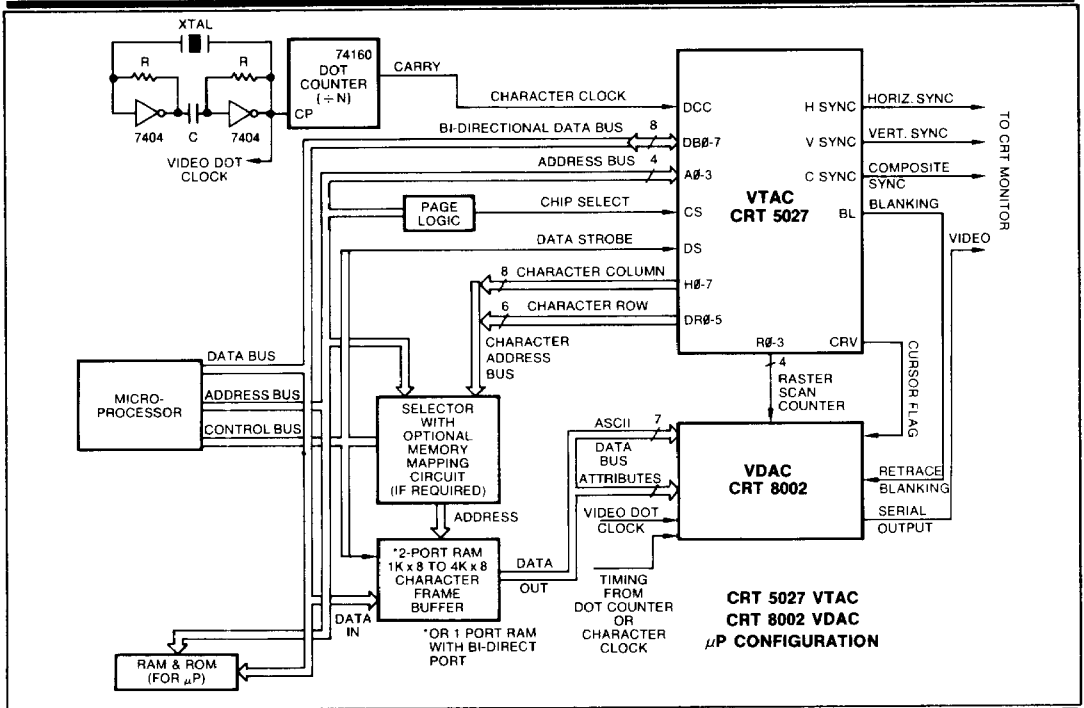 XTAL
R
R
7404
C
7404
VIDEO DOT
CLOCK
74160
DOT
COUNTER
(÷N)
CP
CARRY
CHARACTER CLOCK
BI-DIRECTIONAL DATA BUS
8
ADDRESS BUS
4
PAGE
LOGIC
CHIP SELECT
DATA STROBE
8
CHARACTER COLUMN
6
CHARACTER ROW
CHARACTER
ADDRESS
BUS
DCC
DB0-7
A0-3
CS
DS
H0-7
DR0-5
VTAC
CRT 5027
H SYNC
V SYNC
C SYNC
BL
R0-3
CRV
HORIZ. SYNC
VERT. SYNC
COMPOSITE
SYNC
BLANKING
VIDEO
TO CRT MONITOR
4
RASTER
SCAN
COUNTER
CURSOR FLAG
MICRO-
PROCESSOR
DATA BUS
ADDRESS BUS
CONTROL BUS
SELECTOR
WITH
OPTIONAL
MEMORY
MAPPING
CIRCUIT
(IF REQUIRED)
ADDRESS
ASCII
7
DATA
BUS
ATTRIBUTES
VIDEO DOT
CLOCK
VDAC
CRT 8002
RETRACE
BLANKING
SERIAL
OUTPUT
*2-PORT RAM
1K x 8 TO 4K x 8
CHARACTER
FRAME
BUFFER
DATA
OUT
DATA
IN
TIMING
FROM
DOT COUNTER
OR
CHARACTER
CLOCK
*OR 1 PORT RAM
WITH BI-DIRECT
PORT
RAM & ROM
(FOR µP)
CRT 5027 VTAC
CRT 8002 VDAC
µP CONFIGURATION